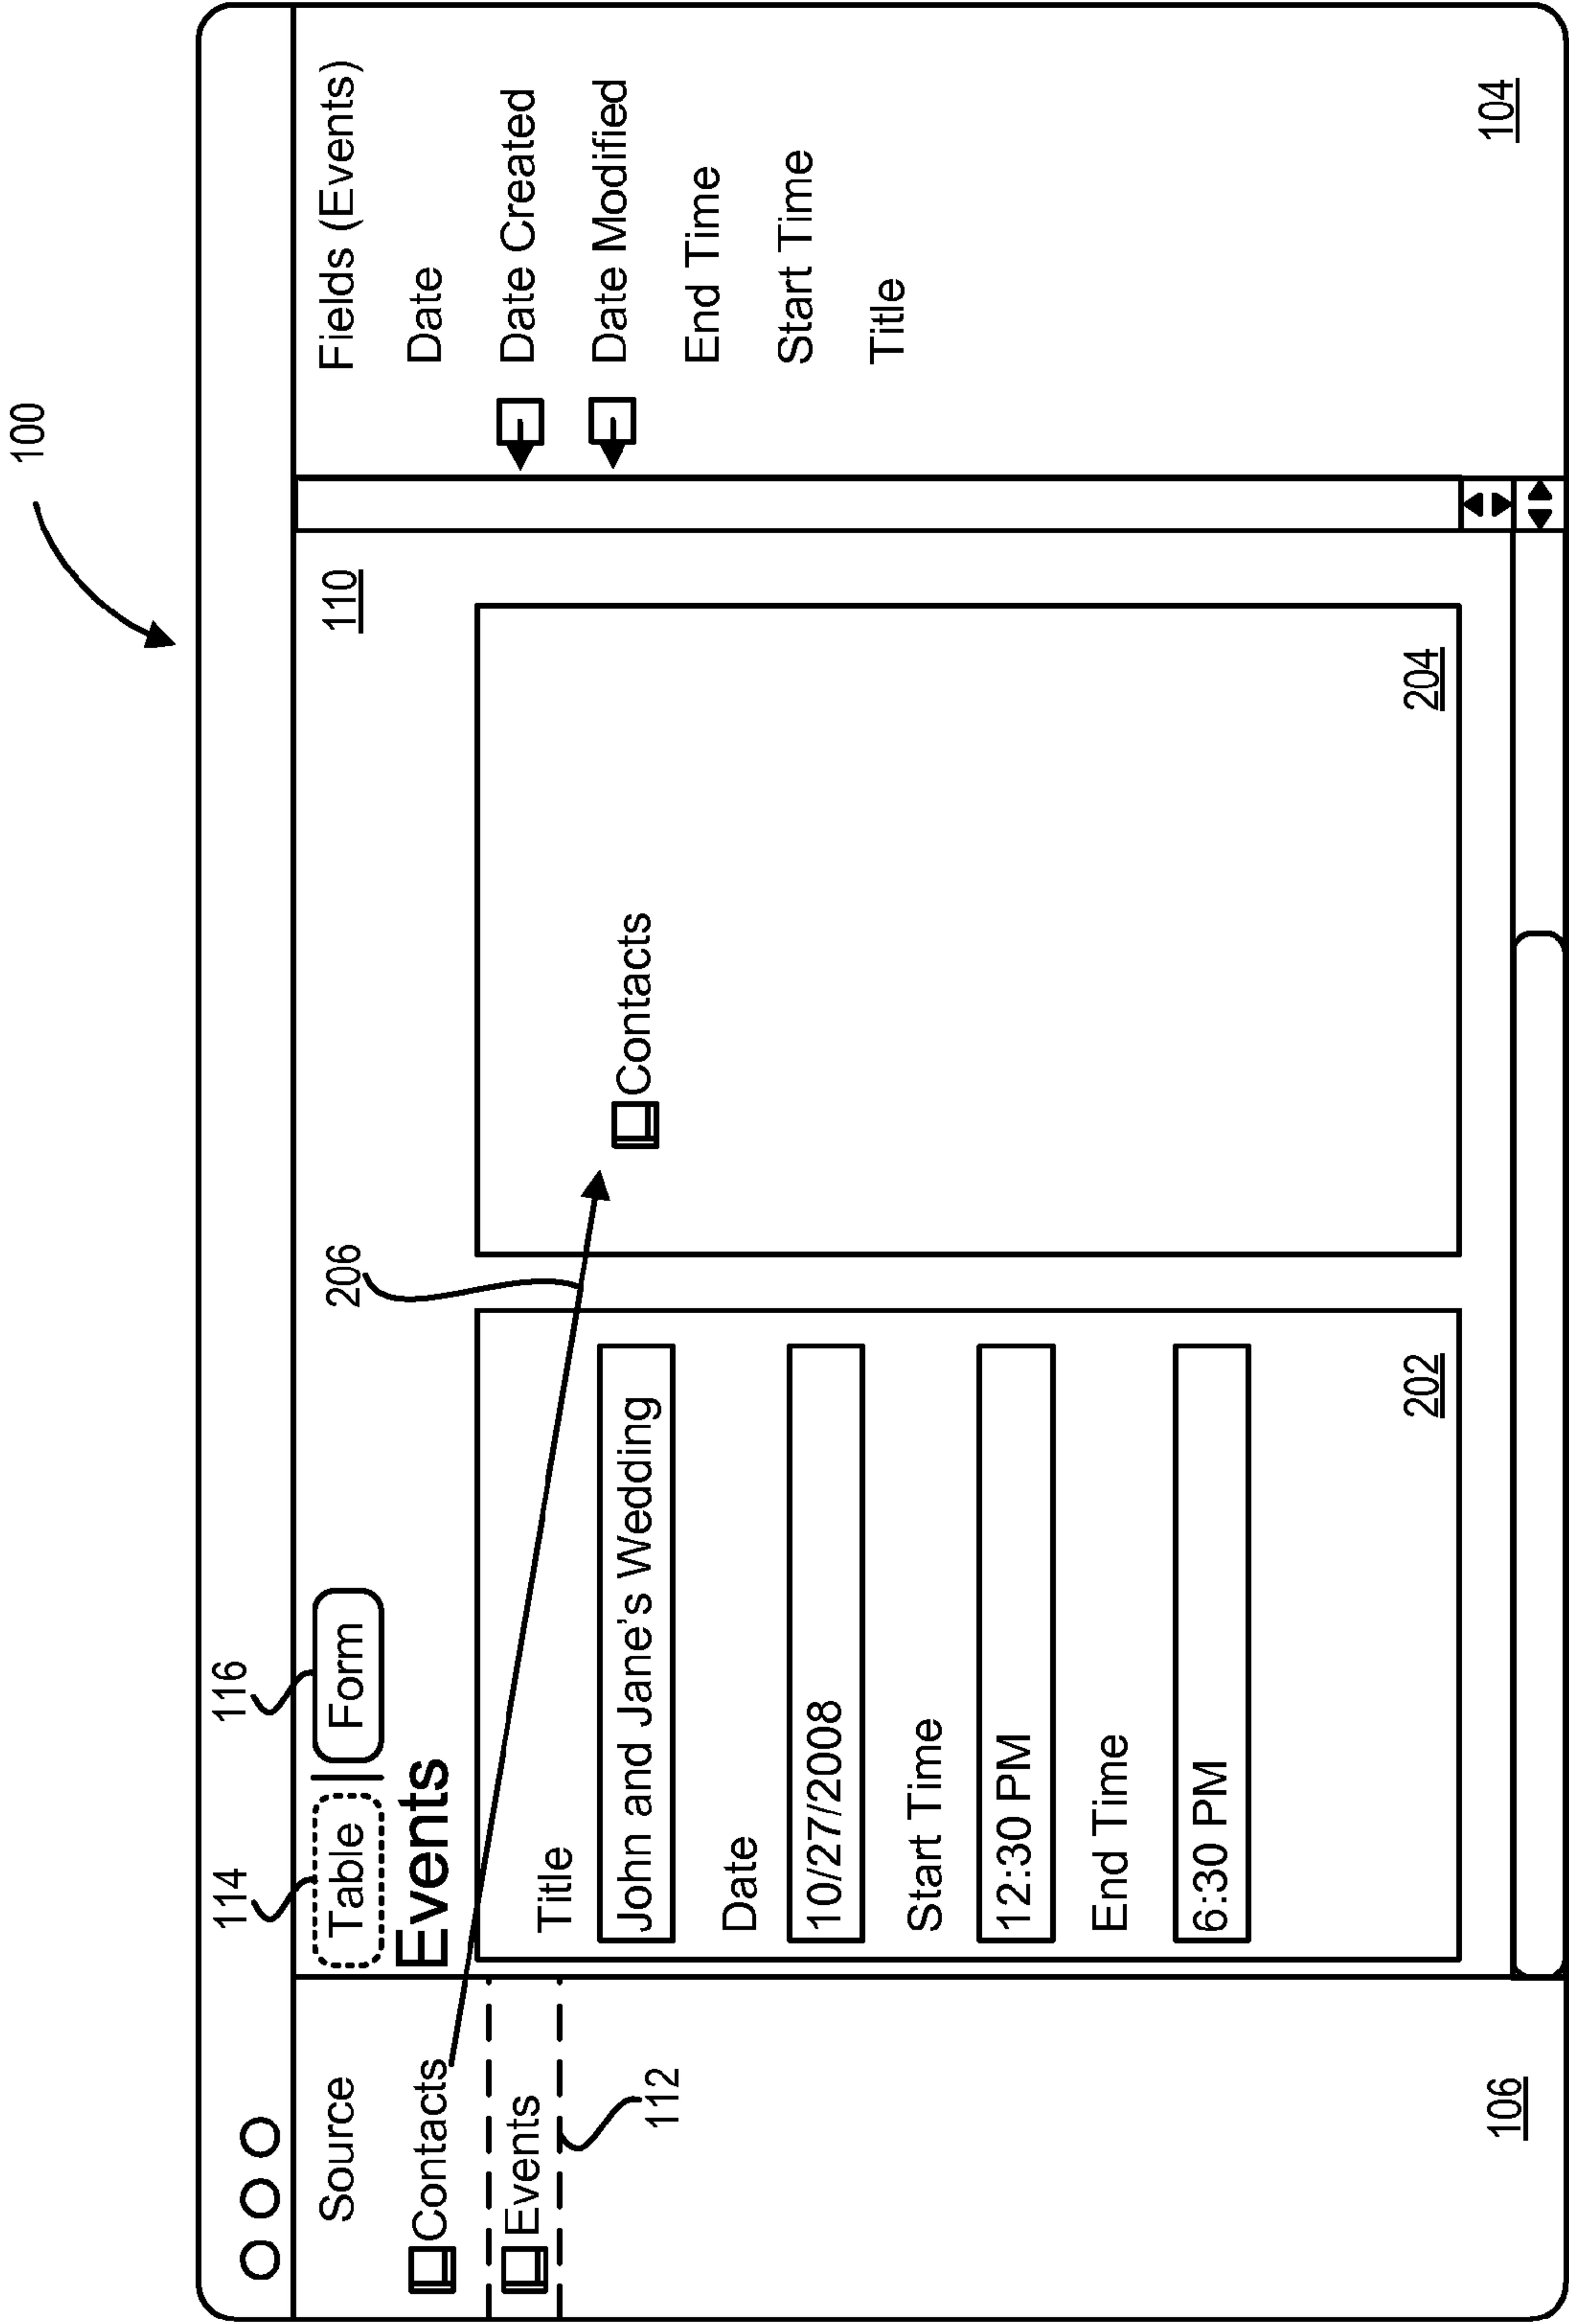 100
114
116
Source
Table
Form
206
110
Fields (Events)
Contacts
Events
Date
Events
Title
Date Created
John and Jane's Wedding
Contacts
Date Modified
112
Date
End Time
10/27/2008
Start Time
Start Time
Title
12:30 PM
End Time
6:30 PM
202
204
106
104